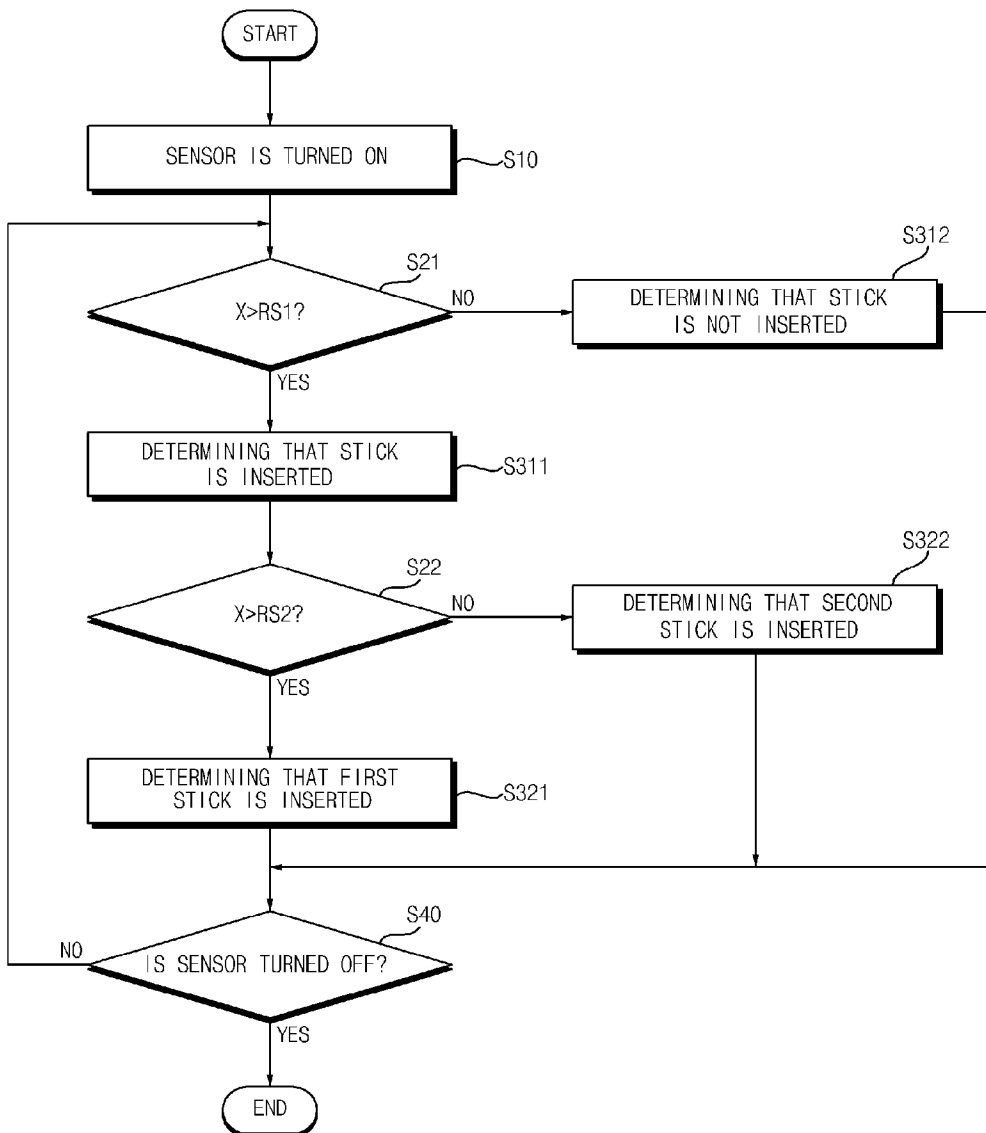 START
SENSOR IS TURNED ON
S10
S21
X>RS1?
NO
YES
S312
DETERMINING THAT STICK
IS NOT INSERTED
DETERMINING THAT STICK
IS INSERTED
S311
S22
X>RS2?
NO
YES
S322
DETERMINING THAT SECOND
STICK IS INSERTED
DETERMINING THAT FIRST
STICK IS INSERTED
S321
S40
NO
IS SENSOR TURNED OFF?
YES
END